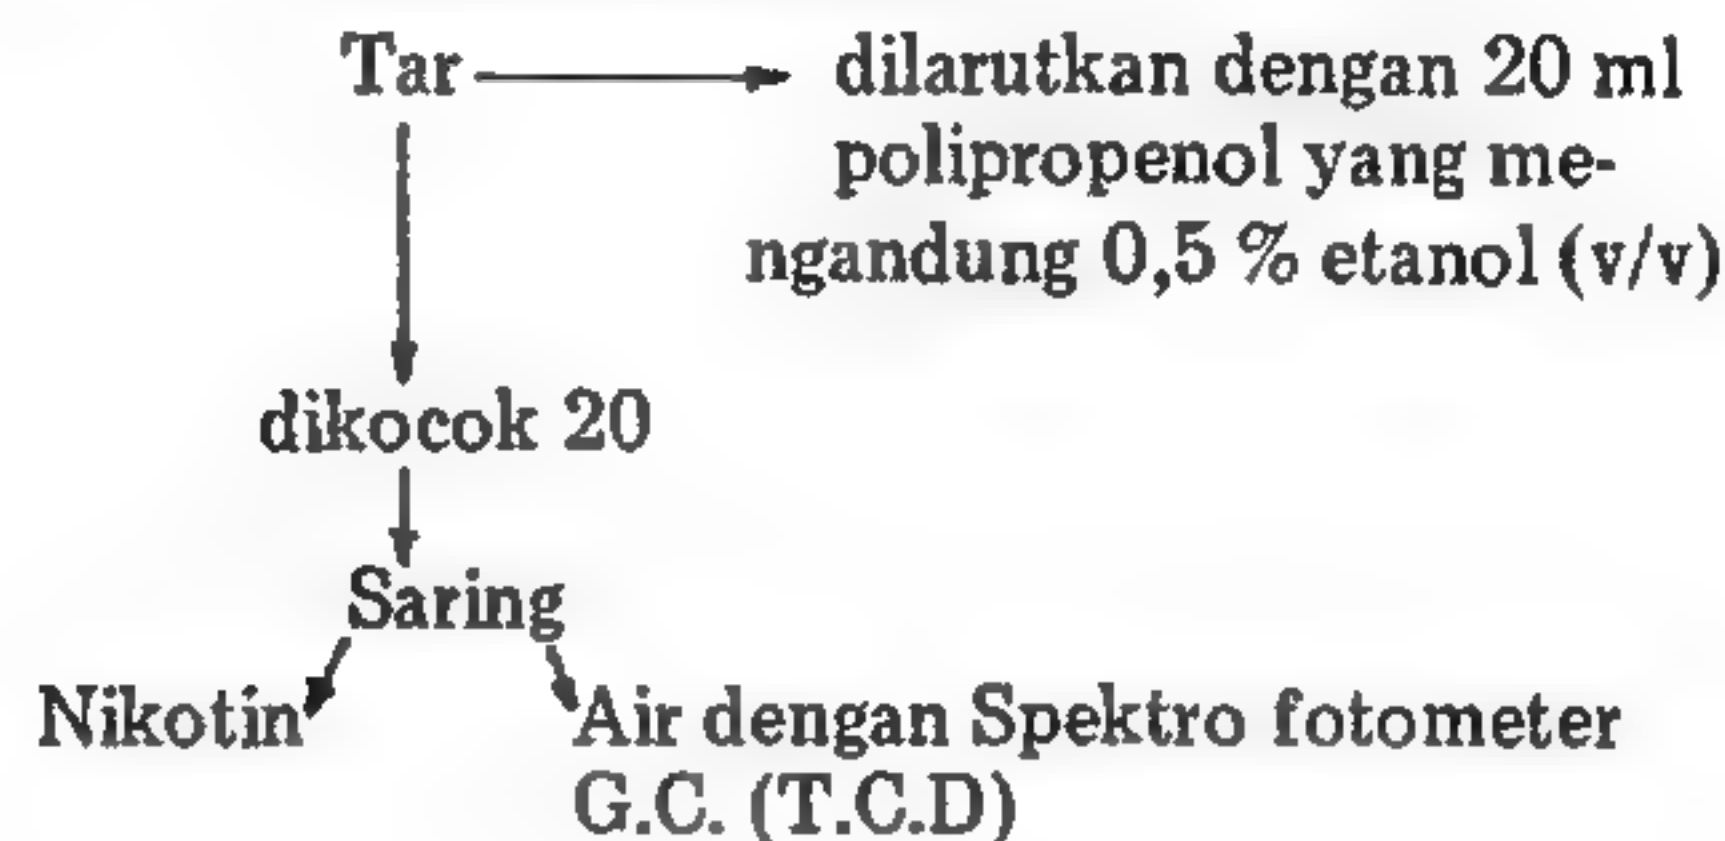 Tar dilarutkan dengan 20 ml
polipropenol yang me-
ngandung 0,5 % etanol (v/v)
dikocok 20
Saring
Nikotin Air dengan Spektro fotometer
G.C. (T.C.D)